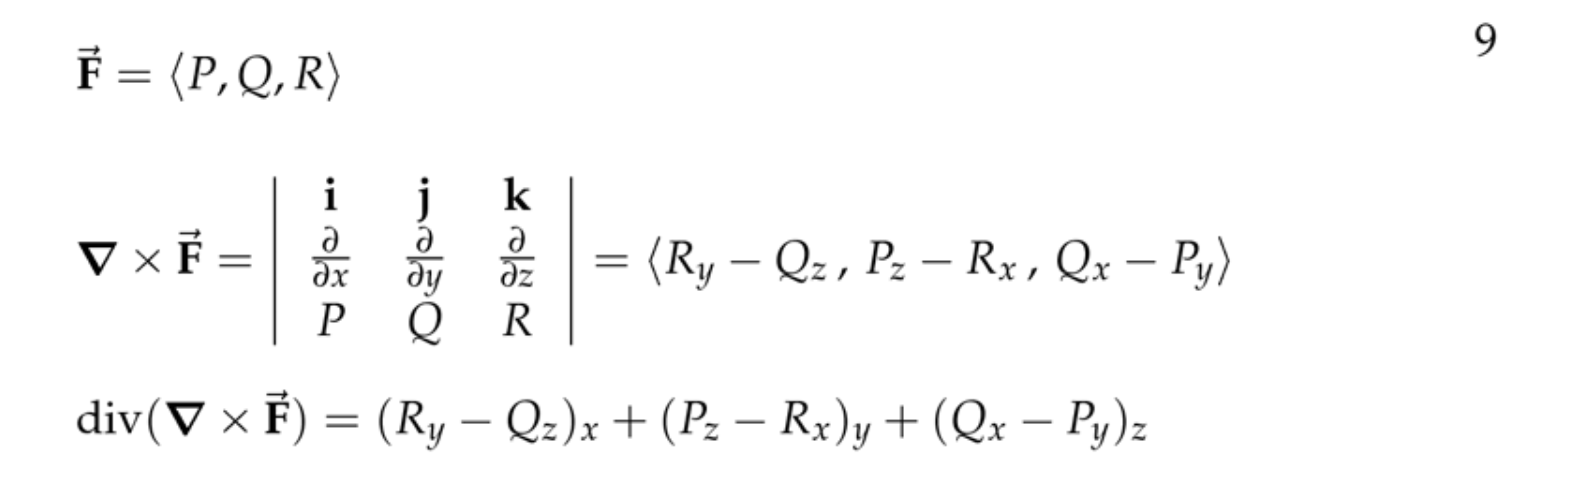 9
F⃗ = ⟨P, Q, R⟩
∇ × F⃗ = | i j k |
| ∂/∂x ∂/∂y ∂/∂z | = ⟨R_y − Q_z , P_z − R_x , Q_x − P_y⟩
| P Q R |
div(∇ × F⃗) = (R_y − Q_z)_x + (P_z − R_x)_y + (Q_x − P_y)_z